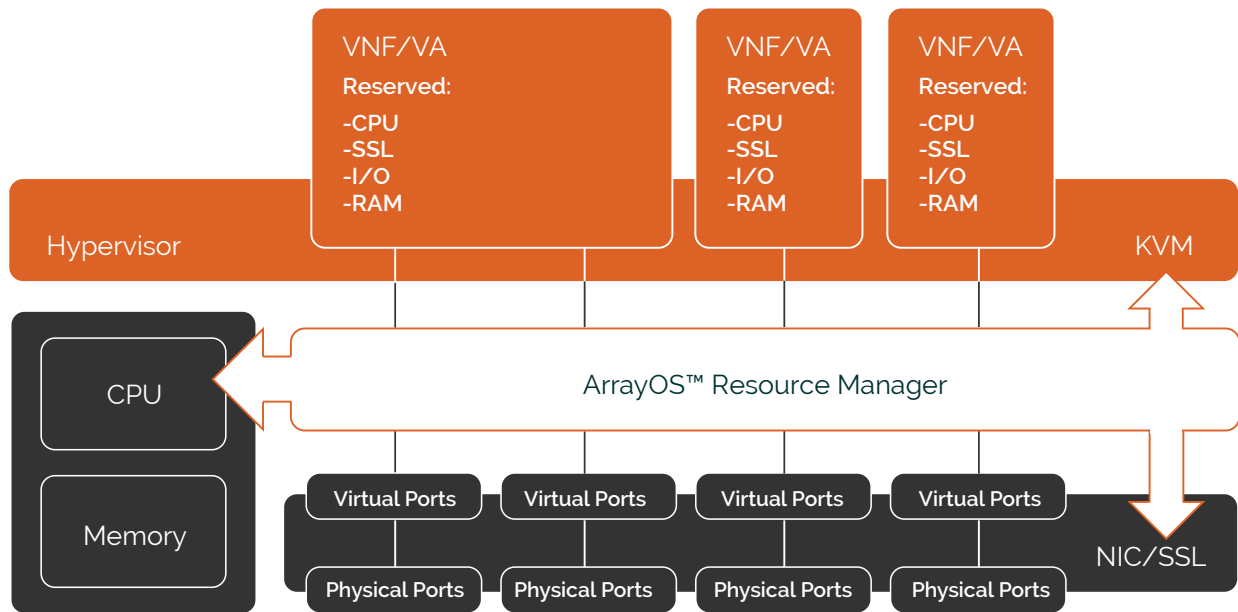 VNF/VA
Reserved:
-CPU
-SSL
-I/O
-RAM
VNF/VA
Reserved:
-CPU
-SSL
-I/O
-RAM
VNF/VA
Reserved:
-CPU
-SSL
-I/O
-RAM
Hypervisor
KVM
CPU
Memory
ArrayOS™ Resource Manager
Virtual Ports
Virtual Ports
Virtual Ports
Virtual Ports
NIC/SSL
Physical Ports
Physical Ports
Physical Ports
Physical Ports